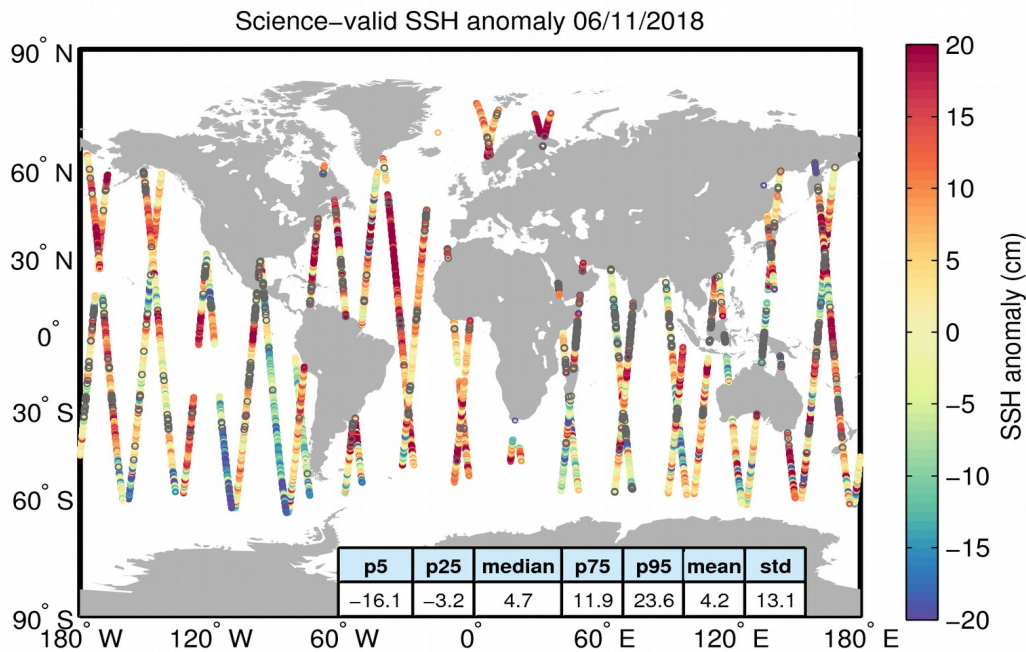 Science−valid SSH anomaly 06/11/2018
90° N
60° N
30° N
0°
30° S
60° S
90° S
180° W
120° W
60° W
0°
60° E
120° E
180° E
p5 p25 median p75 p95 mean std
−16.1 −3.2 4.7 11.9 23.6 4.2 13.1
20
15
10
5
0
−5
−10
−15
−20
SSH anomaly (cm)